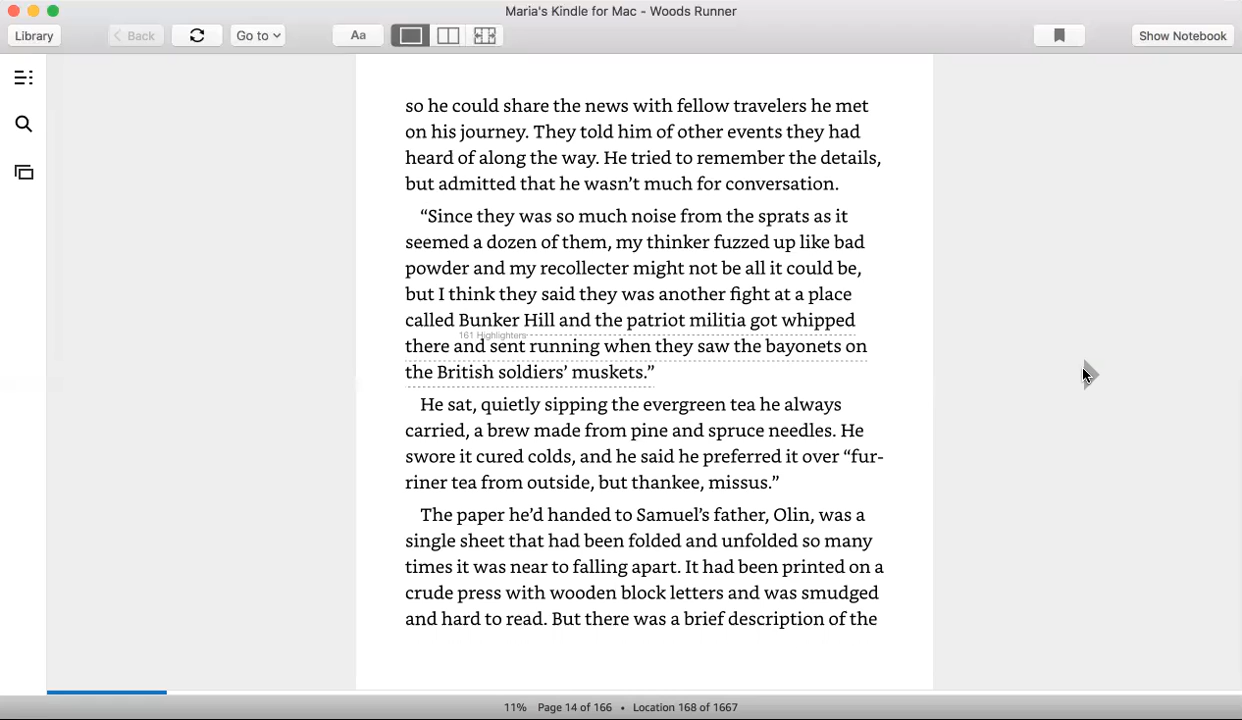 Maria's Kindle for Mac - Woods Runner
Library
Back
Go to
Aa
Show Notebook
so he could share the news with fellow travelers he met
on his journey. They told him of other events they had
heard of along the way. He tried to remember the details,
but admitted that he wasn’t much for conversation.
“Since they was so much noise from the sprats as it
seemed a dozen of them, my thinker fuzzed up like bad
powder and my recollecter might not be all it could be,
but I think they said they was another fight at a place
called Bunker Hill and the patriot militia got whipped
161 Highlighters
there and sent running when they saw the bayonets on
the British soldiers’ muskets.”
He sat, quietly sipping the evergreen tea he always
carried, a brew made from pine and spruce needles. He
swore it cured colds, and he said he preferred it over “fur-
riner tea from outside, but thankee, missus.”
The paper he’d handed to Samuel’s father, Olin, was a
single sheet that had been folded and unfolded so many
times it was near to falling apart. It had been printed on a
crude press with wooden block letters and was smudged
and hard to read. But there was a brief description of the
11% Page 14 of 166 • Location 168 of 1667